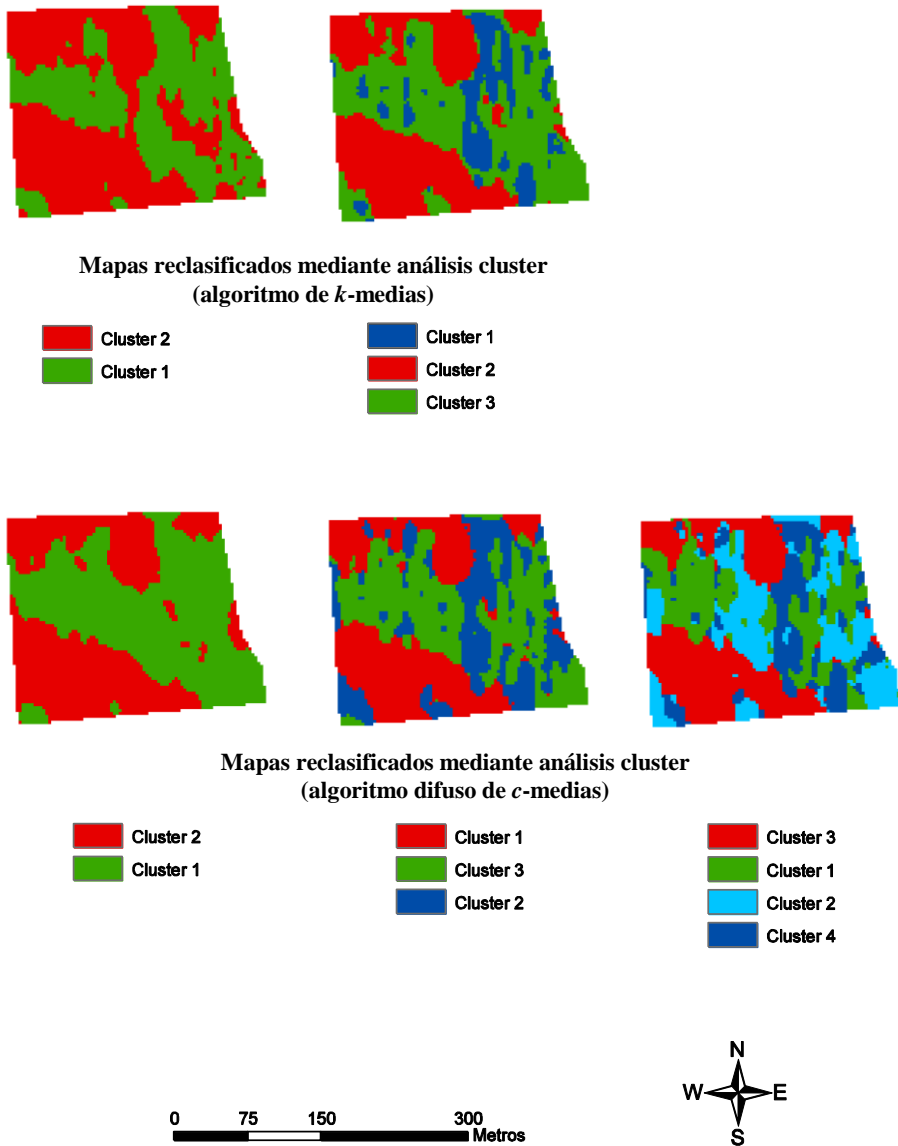 Mapas reclasificados mediante análisis cluster
(algoritmo de k-medias)
Cluster 2
Cluster 1
Cluster 1
Cluster 2
Cluster 3
Mapas reclasificados mediante análisis cluster
(algoritmo difuso de c-medias)
Cluster 2
Cluster 1
Cluster 1
Cluster 3
Cluster 2
Cluster 3
Cluster 1
Cluster 2
Cluster 4
N
W E
S
0 75 150 300
Metros